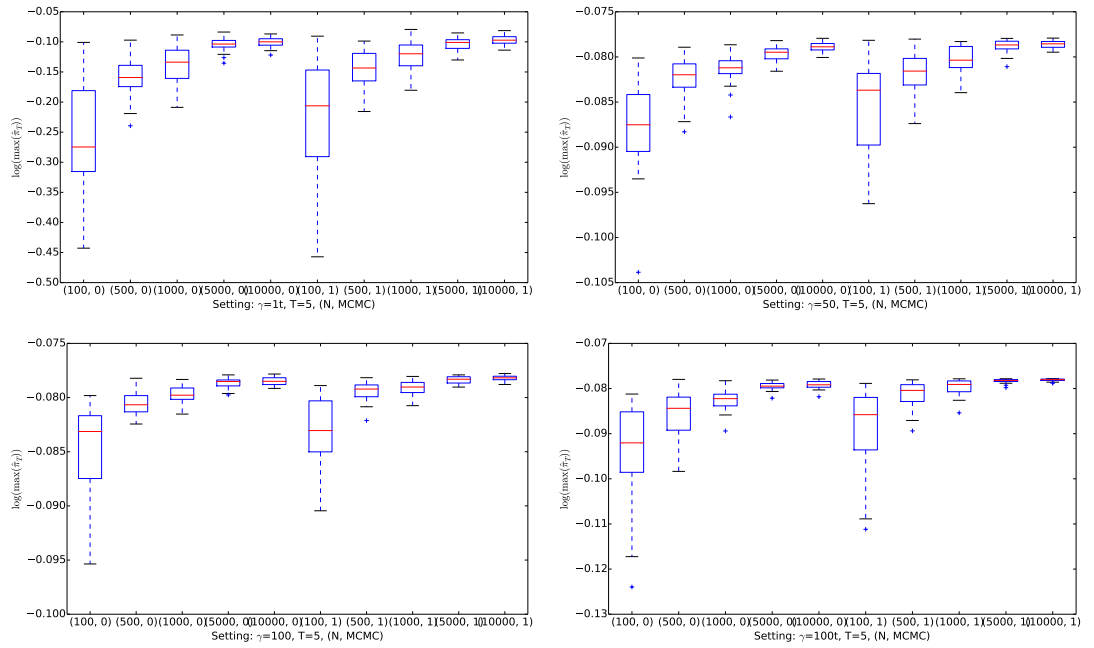 −0.05
−0.10
−0.15
−0.20
−0.25
−0.30
−0.35
−0.40
−0.45
−0.50
log(max(π̂_T))
(100, 0) (500, 0) (1000, 0) (5000, 0) (10000, 0) (100, 1) (500, 1) (1000, 1) (5000, 1) (10000, 1)
Setting: γ=1t, T=5, (N, MCMC)
−0.075
−0.080
−0.085
−0.090
−0.095
−0.100
−0.105
log(max(π̂_T))
(100, 0) (500, 0) (1000, 0) (5000, 0) (10000, 0) (100, 1) (500, 1) (1000, 1) (5000, 1) (10000, 1)
Setting: γ=50, T=5, (N, MCMC)
−0.075
−0.080
−0.085
−0.090
−0.095
−0.100
log(max(π̂_T))
(100, 0) (500, 0) (1000, 0) (5000, 0) (10000, 0) (100, 1) (500, 1) (1000, 1) (5000, 1) (10000, 1)
Setting: γ=100, T=5, (N, MCMC)
−0.07
−0.08
−0.09
−0.10
−0.11
−0.12
−0.13
log(max(π̂_T))
(100, 0) (500, 0) (1000, 0) (5000, 0) (10000, 0) (100, 1) (500, 1) (1000, 1) (5000, 1) (10000, 1)
Setting: γ=100t, T=5, (N, MCMC)